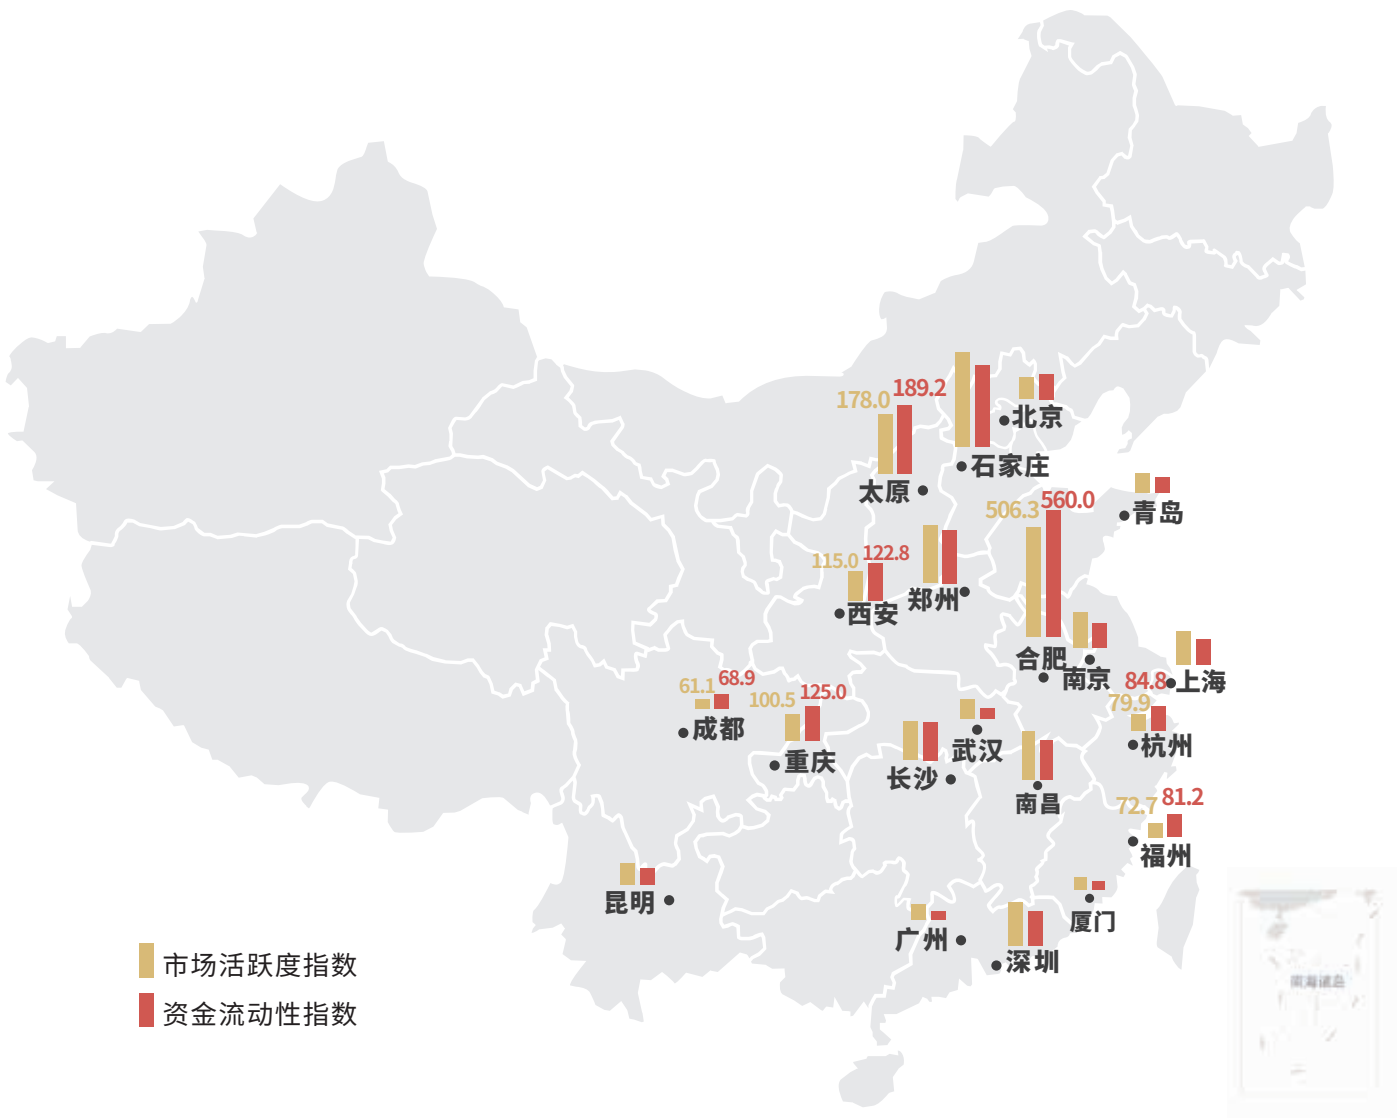 178.0
189.2
北京
石家庄
太原
506.3
560.0
青岛
115.0
122.8
郑州
西安
合肥
南京
上海
61.1
68.9
100.5
125.0
84.8
79.9
成都
重庆
武汉
杭州
长沙
南昌
72.7
81.2
福州
昆明
厦门
广州
深圳
市场活跃度指数
资金流动性指数
南海诸岛